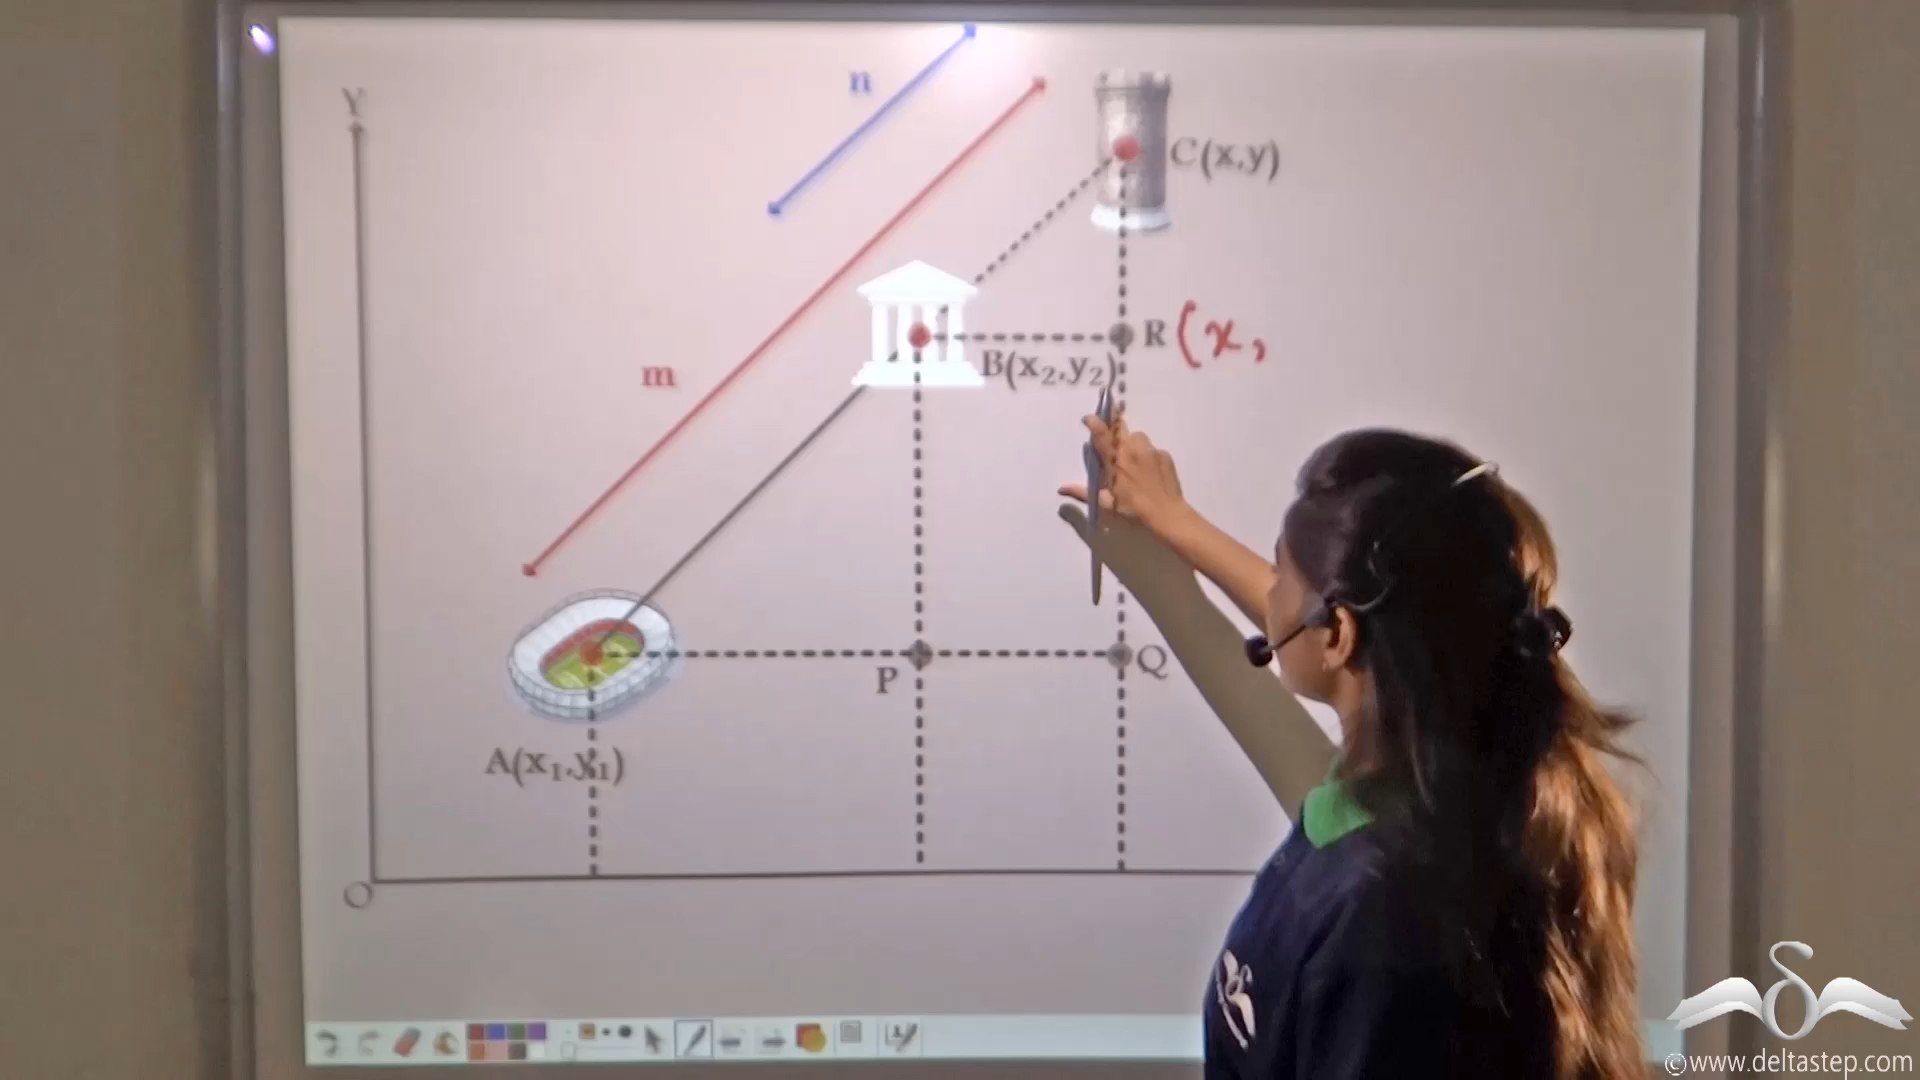 Y
n
C(x,y)
R (x,
B(x₂,y₂)
m
P
Q
A(x₁,y₁)
O
©www.deltastep.com